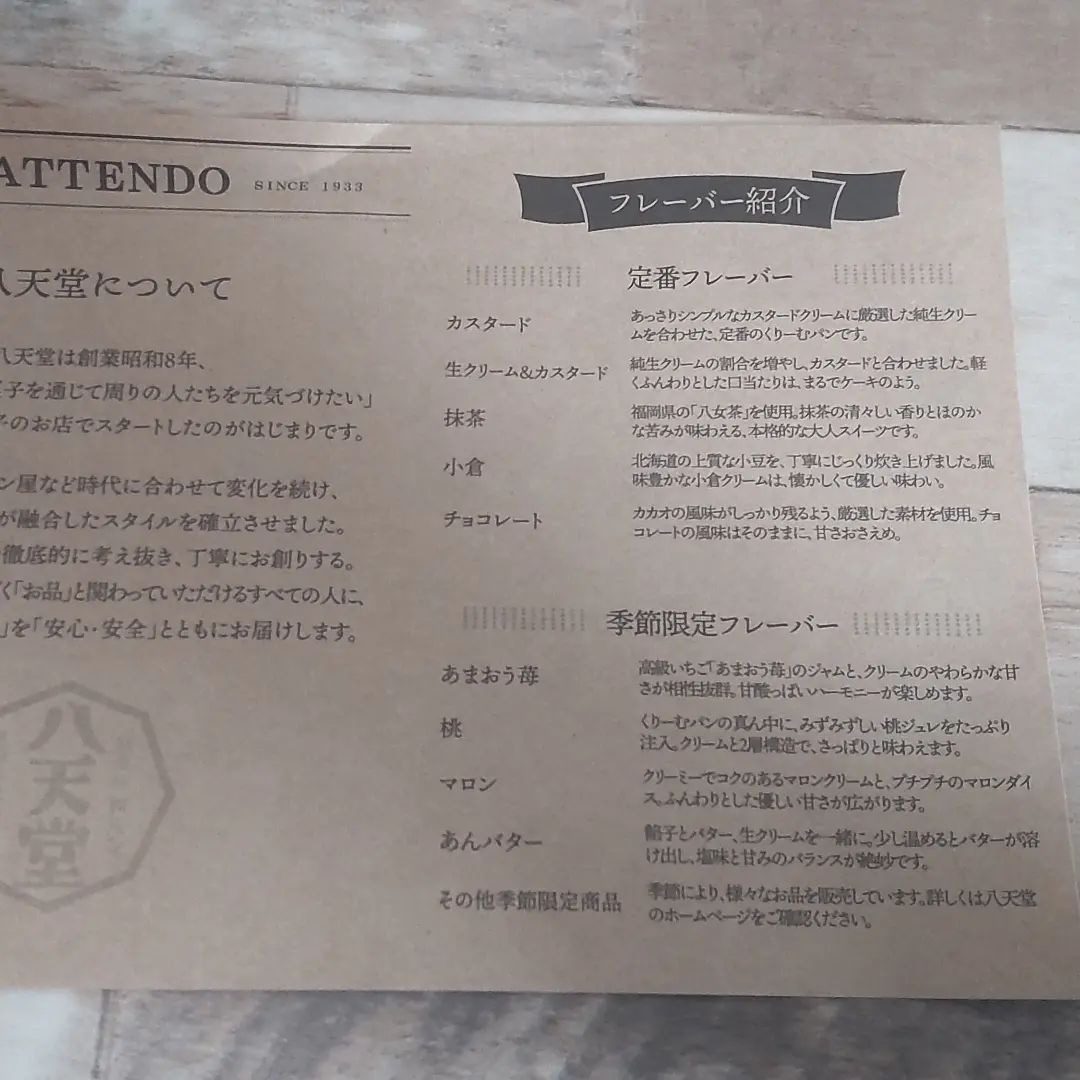 ATTENDO SINCE 1933
八天堂について
八天堂は創業昭和8年、
子を通じて周りの人たちを元気づけたい」
子のお店でスタートしたのがはじまりです。
ン屋など時代に合わせて変化を続け、
が融合したスタイルを確立させました。
徹底的に考え抜き、丁寧にお創りする。
く「お品」と関わっていただけるすべての人に、
」を「安心・安全」とともにお届けします。
八天堂
フレーバー紹介
定番フレーバー
カスタード
あっさりシンプルなカスタードクリームに厳選した純生クリー
ムを合わせた、定番のくりーむパンです。
生クリーム&カスタード
純生クリームの割合を増やし、カスタードと合わせました。軽
くふんわりとした口当たりは、まるでケーキのよう。
抹茶
福岡県の「八女茶」を使用。抹茶の清々しい香りとほのか
な苦みが味わえる、本格的な大人スイーツです。
小倉
北海道の上質な小豆を、丁寧にじっくり炊き上げました。風
味豊かな小倉クリームは、懐かしくて優しい味わい。
チョコレート
カカオの風味がしっかり残るよう、厳選した素材を使用。チョ
コレートの風味はそのままに、甘さおさえめ。
季節限定フレーバー
あまおう苺
高級いちご「あまおう苺」のジャムと、クリームのやわらかな甘
さが相性抜群。甘酸っぱいハーモニーが楽しめます。
桃
くりーむパンの真ん中に、みずみずしい桃ジュレをたっぷり
注入。クリームと2層構造で、さっぱりと味わえます。
マロン
クリーミーでコクのあるマロンクリームと、プチプチのマロンダイ
ス。ふんわりとした優しい甘さが広がります。
あんバター
餡子とバター、生クリームを一緒に。少し温めるとバターが溶
け出し、塩味と甘みのバランスが絶妙です。
その他季節限定商品
季節により、様々なお品を販売しています。詳しくは八天堂
のホームページをご確認ください。